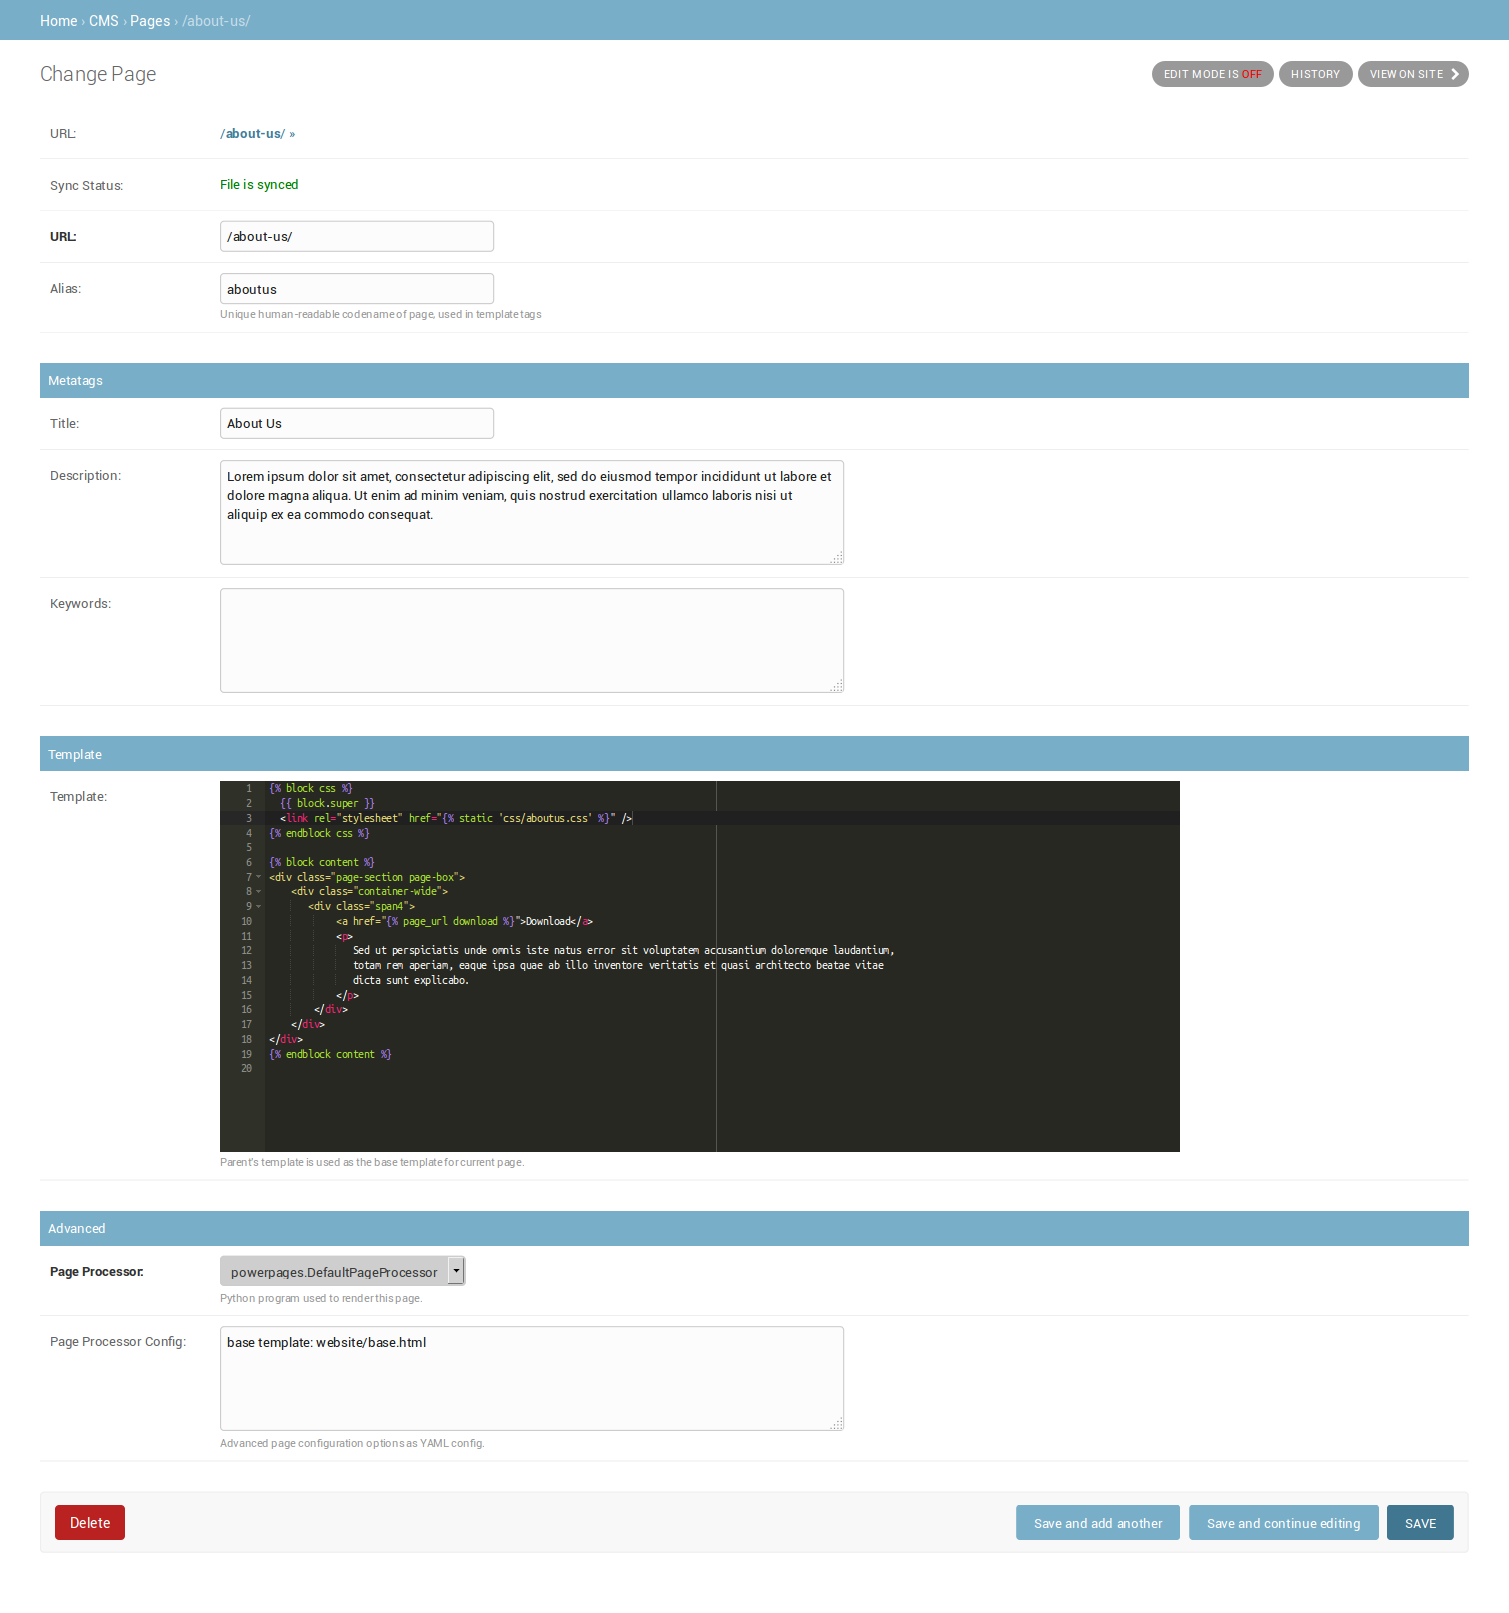 Home › CMS › Pages › /about-us/
Change Page
EDIT MODE IS OFF
HISTORY
VIEW ON SITE
URL:
/about-us/ »
Sync Status:
File is synced
URL:
/about-us/
Alias:
aboutus
Unique human-readable codename of page, used in template tags
Metatags
Title:
About Us
Description:
Lorem ipsum dolor sit amet, consectetur adipiscing elit, sed do eiusmod tempor incididunt ut labore et
dolore magna aliqua. Ut enim ad minim veniam, quis nostrud exercitation ullamco laboris nisi ut
aliquip ex ea commodo consequat.
Keywords:
Template
Template:
1 {% block css %}
2 {{ block.super }}
3 <link rel="stylesheet" href="{% static 'css/aboutus.css' %}" />
4 {% endblock css %}
5
6 {% block content %}
7 <div class="page-section page-box">
8 <div class="container-wide">
9 <div class="span4">
10 <a href="{% page_url download %}">Download</a>
11 <p>
12 Sed ut perspiciatis unde omnis iste natus error sit voluptatem accusantium doloremque laudantium,
13 totam rem aperiam, eaque ipsa quae ab illo inventore veritatis et quasi architecto beatae vitae
14 dicta sunt explicabo.
15 </p>
16 </div>
17 </div>
18 </div>
19 {% endblock content %}
20
Parent's template is used as the base template for current page.
Advanced
Page Processor:
powerpages.DefaultPageProcessor
Python program used to render this page.
Page Processor Config:
base template: website/base.html
Advanced page configuration options as YAML config.
Delete
Save and add another
Save and continue editing
SAVE